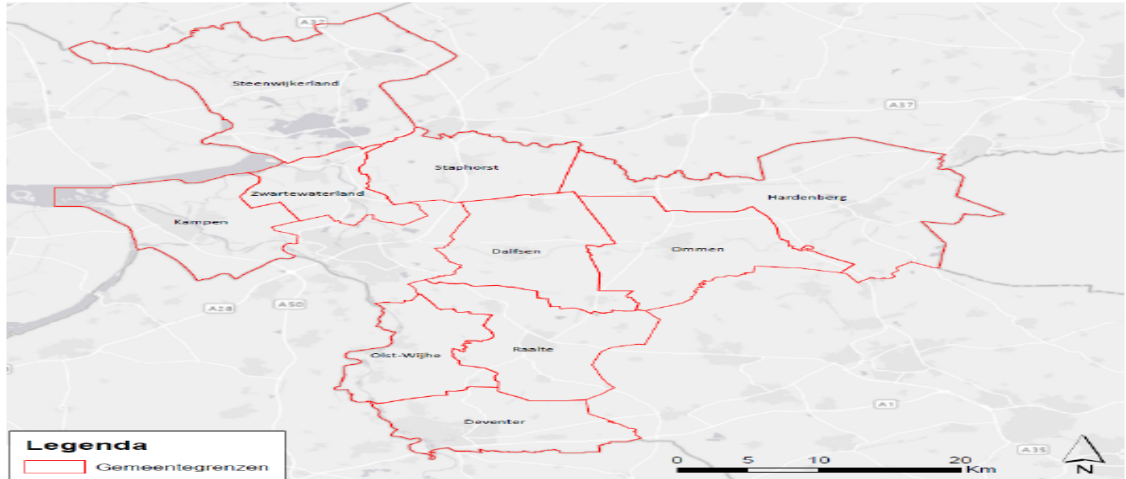 A32
Steenwijkerland
A37
Staphorst
Zwartewaterland
Hardenberg
Kampen
Dalfsen
Ommen
A28
A50
Olst-Wijhe
Raalte
A1
Deventer
Legenda
Gemeentegrenzen
A35
0 5 10 20
Km
N